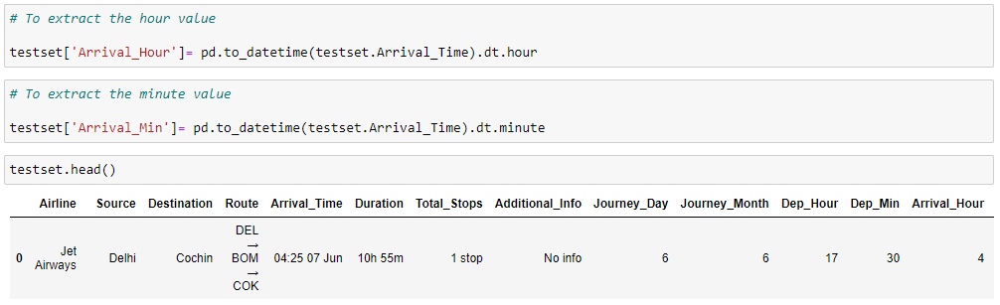 # To extract the hour value
testset['Arrival_Hour']= pd.to_datetime(testset.Arrival_Time).dt.hour
# To extract the minute value
testset['Arrival_Min']= pd.to_datetime(testset.Arrival_Time).dt.minute
testset.head()
Airline Source Destination Route Arrival_Time Duration Total_Stops Additional_Info Journey_Day Journey_Month Dep_Hour Dep_Min Arrival_Hour
0 Jet Airways Delhi Cochin DEL → BOM → COK 04:25 07 Jun 10h 55m 1 stop No info 6 6 17 30 4